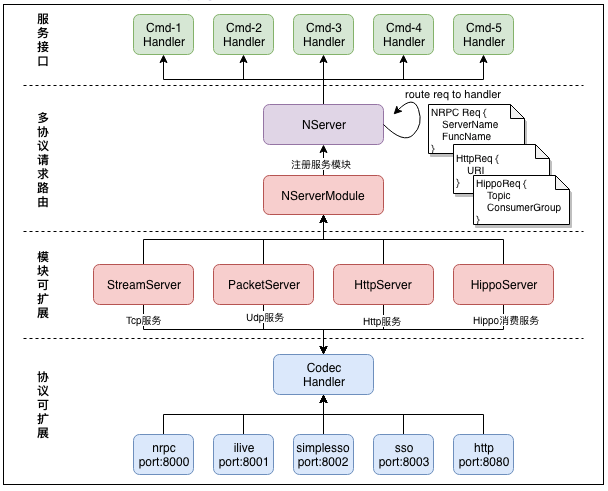 服
务
接
口
Cmd-1
Handler
Cmd-2
Handler
Cmd-3
Handler
Cmd-4
Handler
Cmd-5
Handler
多
协
议
请
求
路
由
NServer
route req to handler
NRPC Req {
ServerName
FuncName
}
HttpReq {
URI
}
HippoReq {
Topic
ConsumerGroup
}
注册服务模块
NServerModule
模
块
可
扩
展
StreamServer
PacketServer
HttpServer
HippoServer
Tcp服务
Udp服务
Http服务
Hippo消费服务
协
议
可
扩
展
Codec
Handler
nrpc
port:8000
ilive
port:8001
simplesso
port:8002
sso
port:8003
http
port:8080